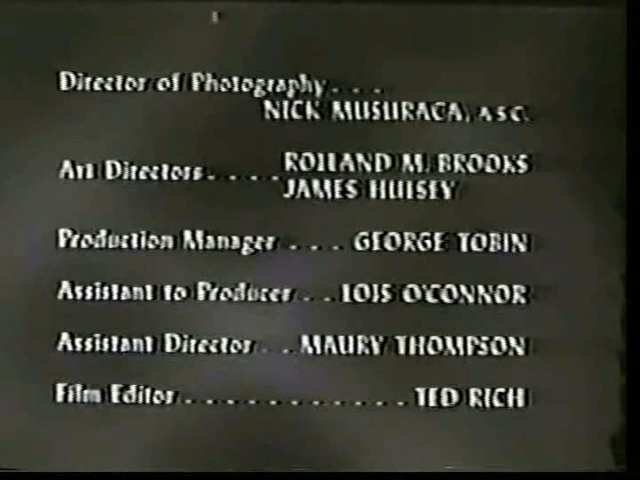 Director of Photography . . .
NICK MUSURACA, A.S.C.
Art Directors . . . . ROLLAND M. BROOKS
JAMES HULSEY
Production Manager . . . GEORGE TOBIN
Assistant to Producer . . LOIS O'CONNOR
Assistant Director . . MAURY THOMPSON
Film Editor . . . . . . . . . . . . TED RICH